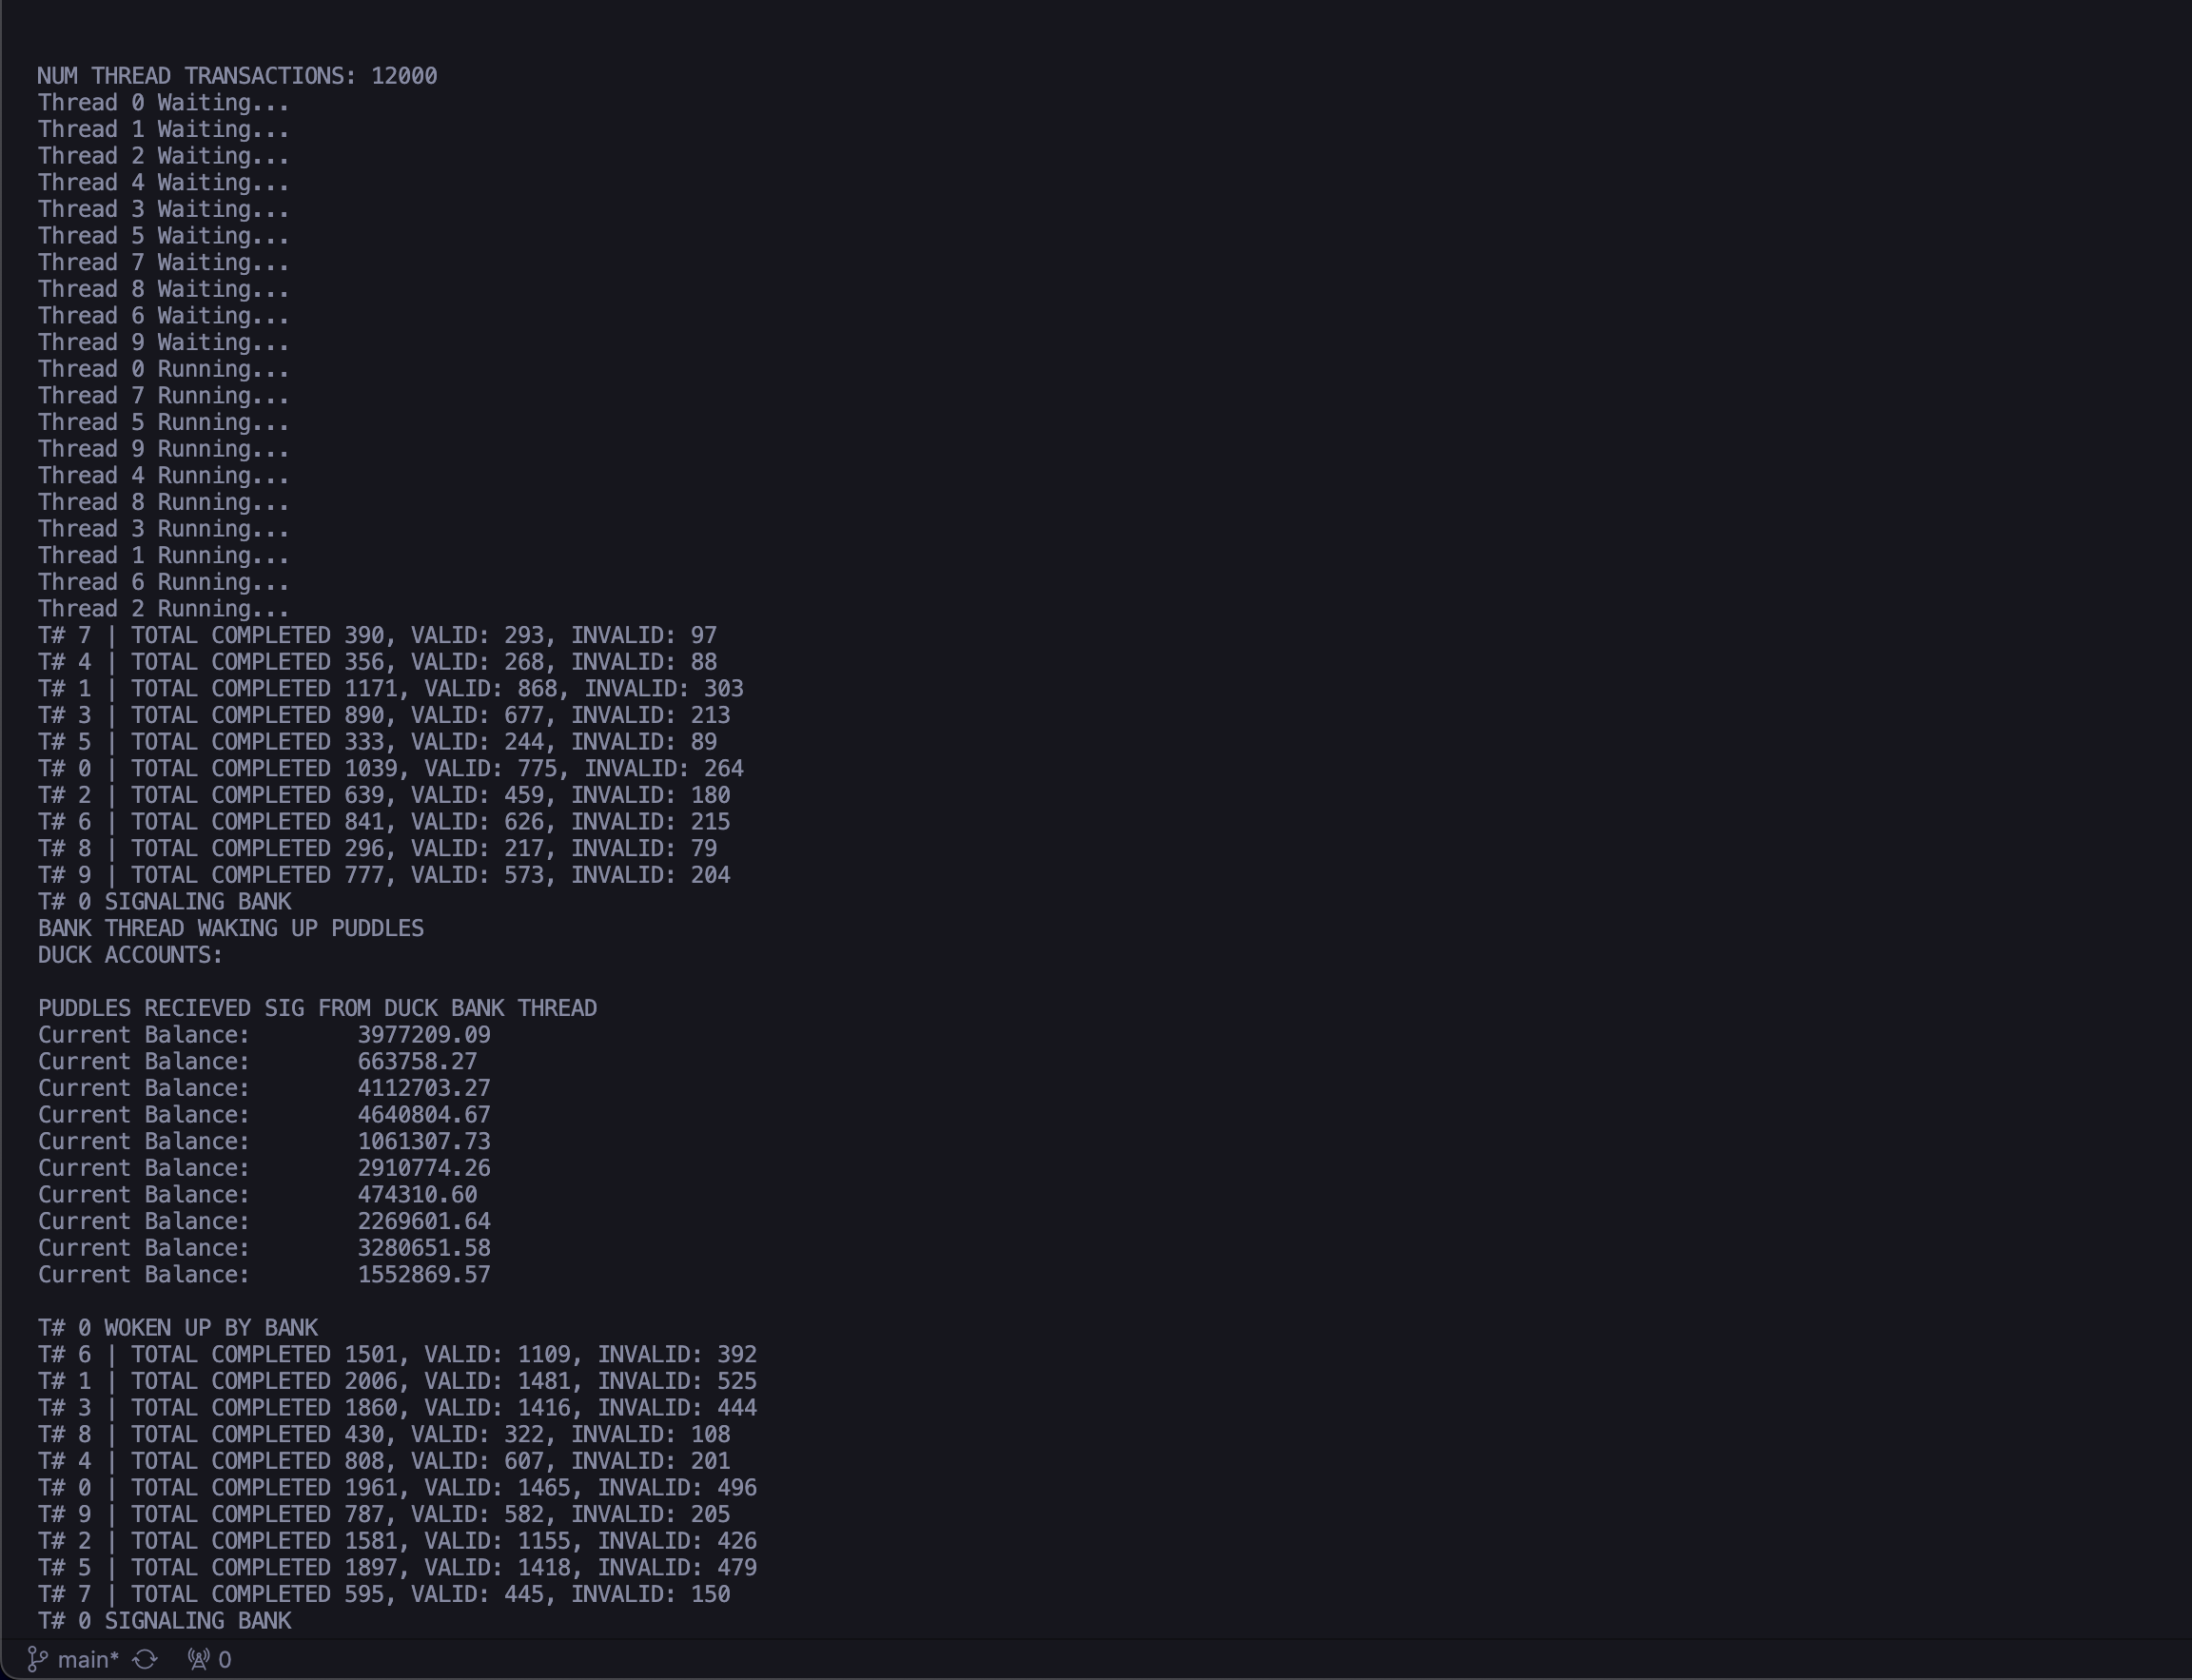 NUM THREAD TRANSACTIONS: 12000
Thread 0 Waiting...
Thread 1 Waiting...
Thread 2 Waiting...
Thread 4 Waiting...
Thread 3 Waiting...
Thread 5 Waiting...
Thread 7 Waiting...
Thread 8 Waiting...
Thread 6 Waiting...
Thread 9 Waiting...
Thread 0 Running...
Thread 7 Running...
Thread 5 Running...
Thread 9 Running...
Thread 4 Running...
Thread 8 Running...
Thread 3 Running...
Thread 1 Running...
Thread 6 Running...
Thread 2 Running...
T# 7 | TOTAL COMPLETED 390, VALID: 293, INVALID: 97
T# 4 | TOTAL COMPLETED 356, VALID: 268, INVALID: 88
T# 1 | TOTAL COMPLETED 1171, VALID: 868, INVALID: 303
T# 3 | TOTAL COMPLETED 890, VALID: 677, INVALID: 213
T# 5 | TOTAL COMPLETED 333, VALID: 244, INVALID: 89
T# 0 | TOTAL COMPLETED 1039, VALID: 775, INVALID: 264
T# 2 | TOTAL COMPLETED 639, VALID: 459, INVALID: 180
T# 6 | TOTAL COMPLETED 841, VALID: 626, INVALID: 215
T# 8 | TOTAL COMPLETED 296, VALID: 217, INVALID: 79
T# 9 | TOTAL COMPLETED 777, VALID: 573, INVALID: 204
T# 0 SIGNALING BANK
BANK THREAD WAKING UP PUDDLES
DUCK ACCOUNTS:
PUDDLES RECIEVED SIG FROM DUCK BANK THREAD
Current Balance: 3977209.09
Current Balance: 663758.27
Current Balance: 4112703.27
Current Balance: 4640804.67
Current Balance: 1061307.73
Current Balance: 2910774.26
Current Balance: 474310.60
Current Balance: 2269601.64
Current Balance: 3280651.58
Current Balance: 1552869.57
T# 0 WOKEN UP BY BANK
T# 6 | TOTAL COMPLETED 1501, VALID: 1109, INVALID: 392
T# 1 | TOTAL COMPLETED 2006, VALID: 1481, INVALID: 525
T# 3 | TOTAL COMPLETED 1860, VALID: 1416, INVALID: 444
T# 8 | TOTAL COMPLETED 430, VALID: 322, INVALID: 108
T# 4 | TOTAL COMPLETED 808, VALID: 607, INVALID: 201
T# 0 | TOTAL COMPLETED 1961, VALID: 1465, INVALID: 496
T# 9 | TOTAL COMPLETED 787, VALID: 582, INVALID: 205
T# 2 | TOTAL COMPLETED 1581, VALID: 1155, INVALID: 426
T# 5 | TOTAL COMPLETED 1897, VALID: 1418, INVALID: 479
T# 7 | TOTAL COMPLETED 595, VALID: 445, INVALID: 150
T# 0 SIGNALING BANK
main* 0